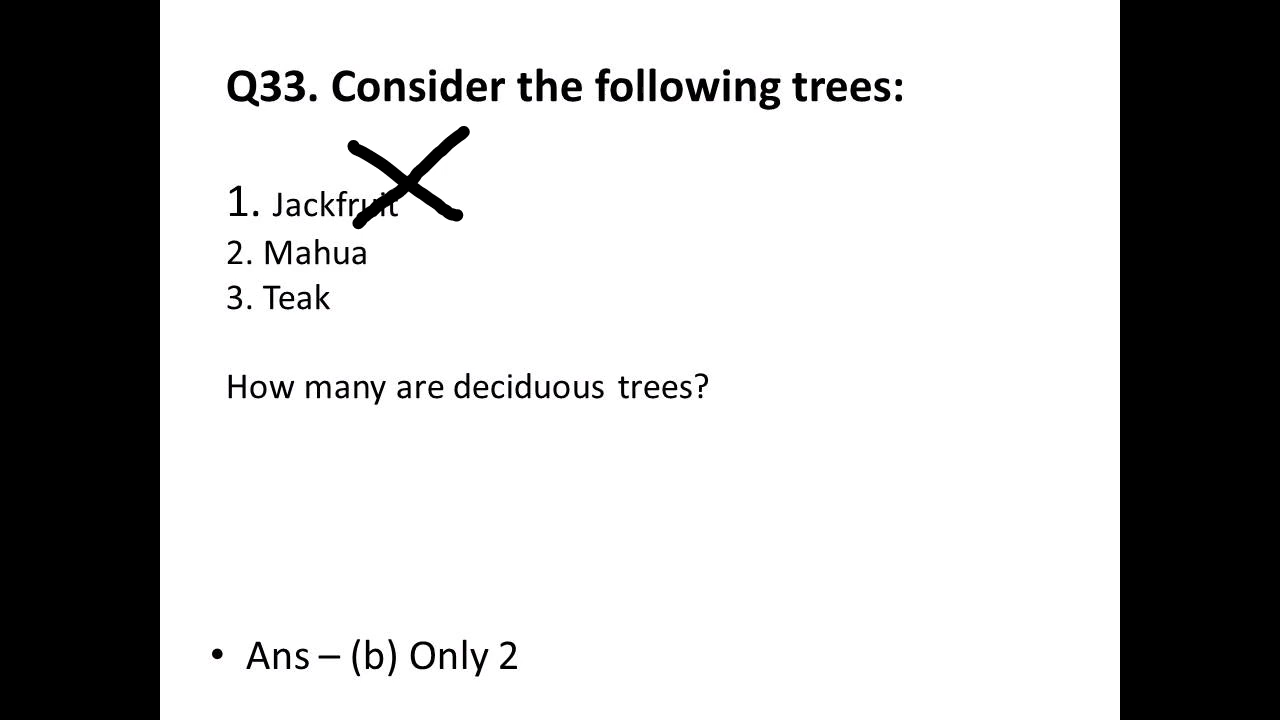 Q33. Consider the following trees:
1. Jackfruit
2. Mahua
3. Teak
How many are deciduous trees?
• Ans – (b) Only 2